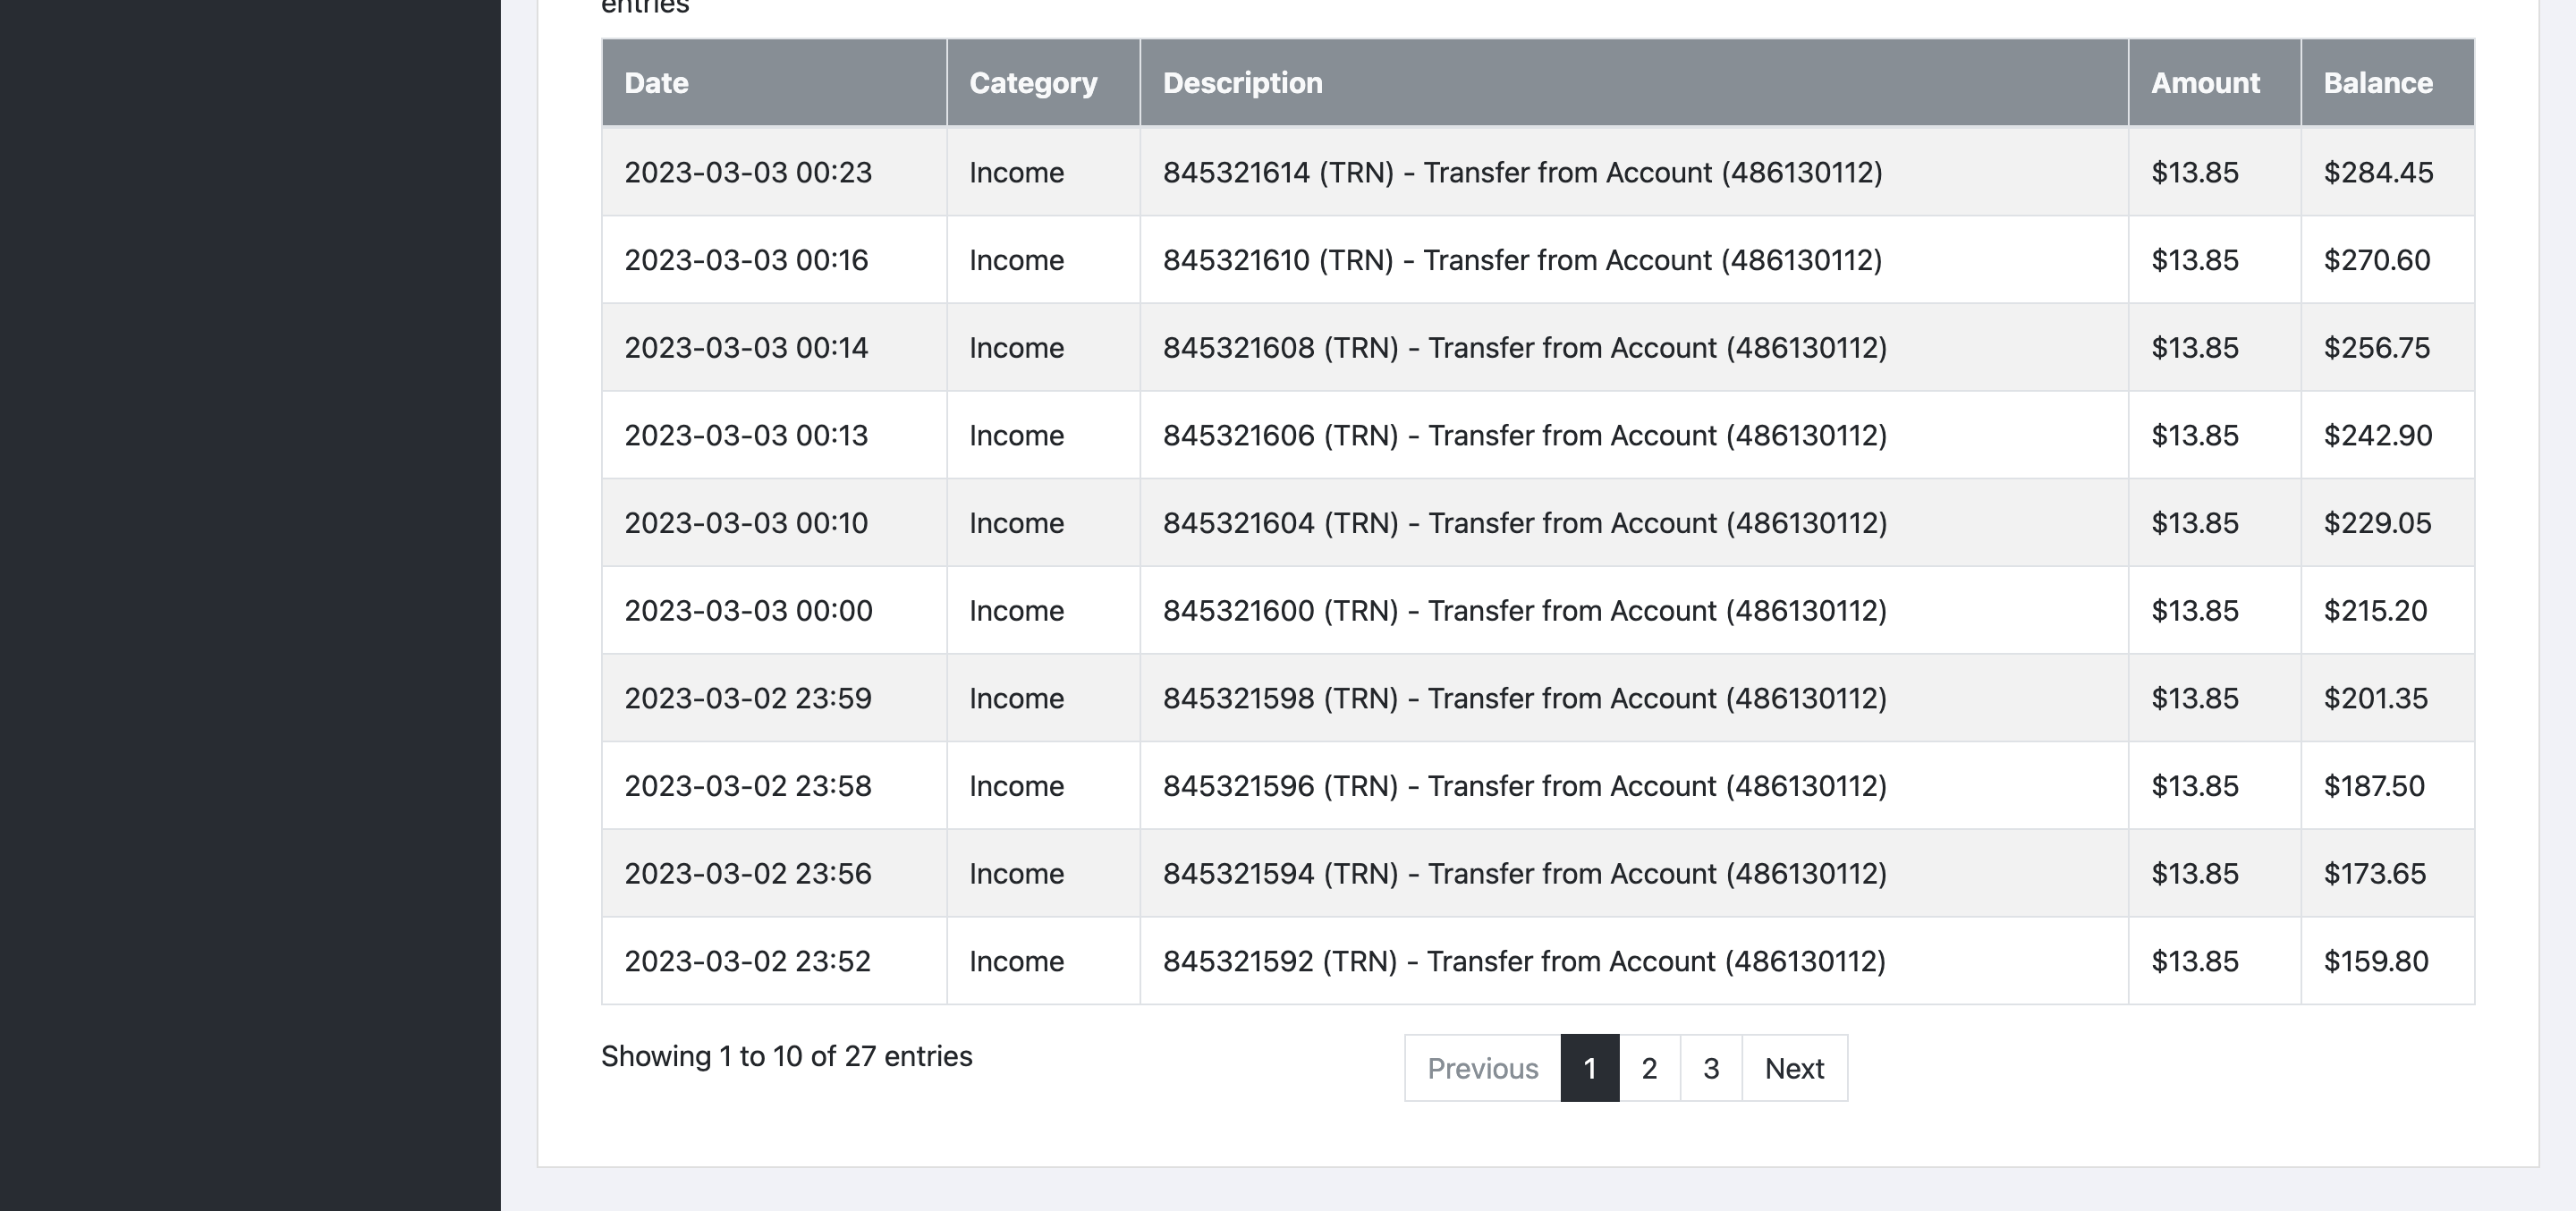 entries
Date Category Description Amount Balance
2023-03-03 00:23 Income 845321614 (TRN) - Transfer from Account (486130112) $13.85 $284.45
2023-03-03 00:16 Income 845321610 (TRN) - Transfer from Account (486130112) $13.85 $270.60
2023-03-03 00:14 Income 845321608 (TRN) - Transfer from Account (486130112) $13.85 $256.75
2023-03-03 00:13 Income 845321606 (TRN) - Transfer from Account (486130112) $13.85 $242.90
2023-03-03 00:10 Income 845321604 (TRN) - Transfer from Account (486130112) $13.85 $229.05
2023-03-03 00:00 Income 845321600 (TRN) - Transfer from Account (486130112) $13.85 $215.20
2023-03-02 23:59 Income 845321598 (TRN) - Transfer from Account (486130112) $13.85 $201.35
2023-03-02 23:58 Income 845321596 (TRN) - Transfer from Account (486130112) $13.85 $187.50
2023-03-02 23:56 Income 845321594 (TRN) - Transfer from Account (486130112) $13.85 $173.65
2023-03-02 23:52 Income 845321592 (TRN) - Transfer from Account (486130112) $13.85 $159.80
Showing 1 to 10 of 27 entries
Previous 1 2 3 Next